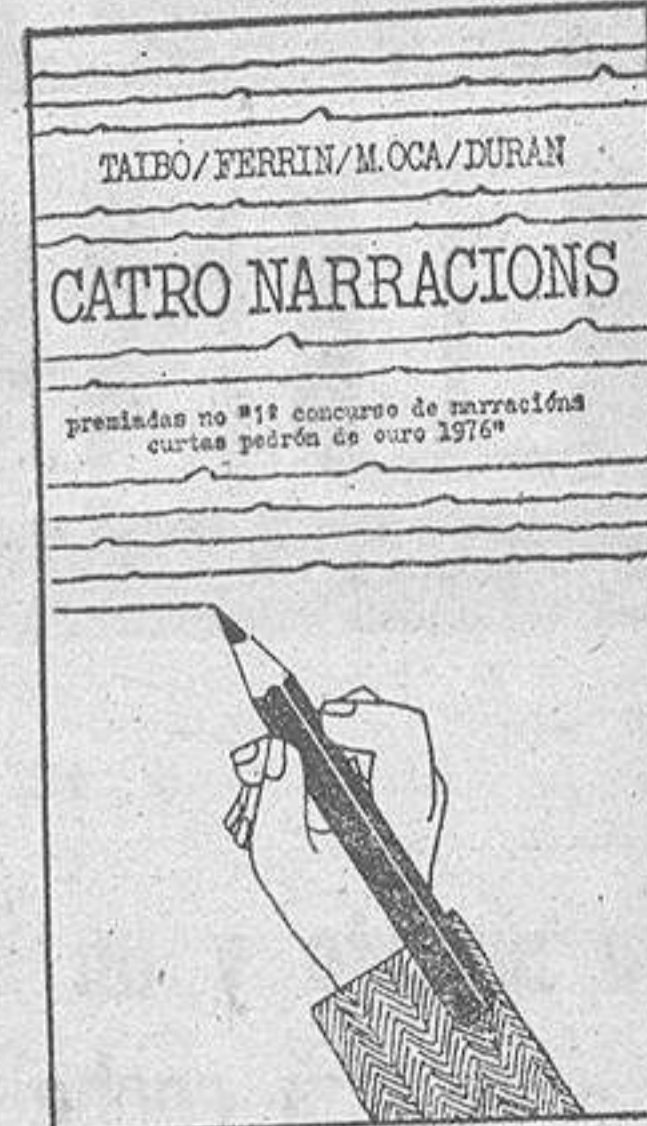 TAIBO/FERRIN/M.OCA/DURAN
CATRO NARRACIONS
premiadas no "1º concurso de narracións
curtas pedrón de ouro 1976"